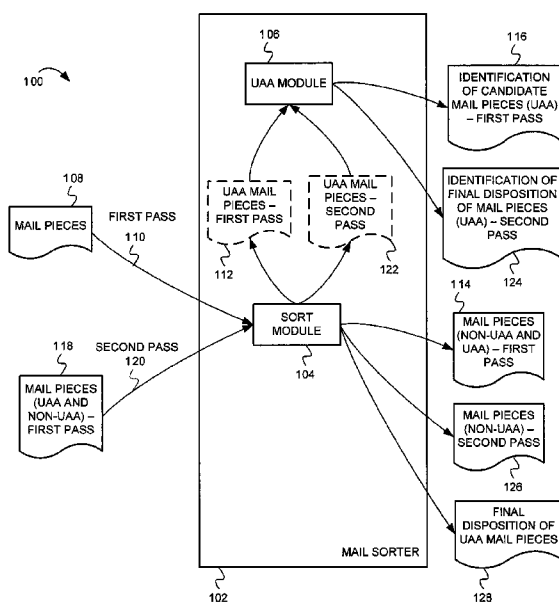 100
106
UAA MODULE
116
IDENTIFICATION
OF CANDIDATE
MAIL PIECES (UAA)
– FIRST PASS
108
MAIL PIECES
FIRST PASS
110
UAA MAIL
PIECES –
FIRST PASS
112
UAA MAIL
PIECES –
SECOND
PASS
122
IDENTIFICATION OF
FINAL DISPOSITION
OF MAIL PIECES
(UAA) – SECOND
PASS
124
118
MAIL PIECES
(UAA AND
NON-UAA) –
FIRST PASS
SECOND PASS
120
SORT
MODULE
104
114
MAIL PIECES
(NON-UAA AND
UAA) – FIRST
PASS
MAIL PIECES
(NON-UAA) –
SECOND PASS
126
FINAL
DISPOSITION OF
UAA MAIL PIECES
128
MAIL SORTER
102